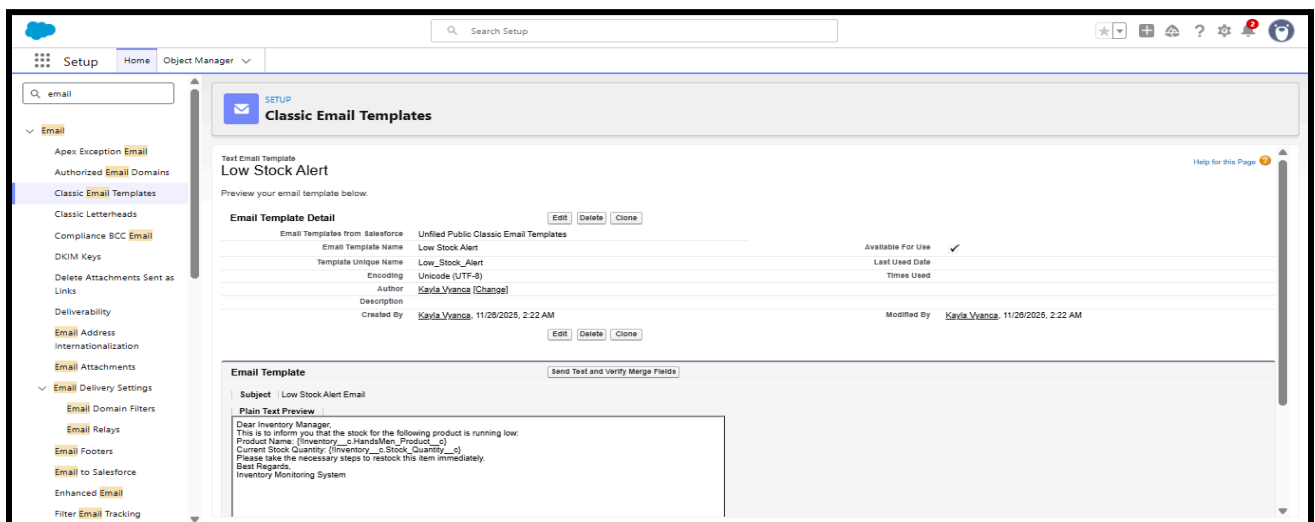 Search Setup
2
Setup
Home
Object Manager
email
Email
Apex Exception Email
Authorized Email Domains
Classic Email Templates
Classic Letterheads
Compliance BCC Email
DKIM Keys
Delete Attachments Sent as
Links
Deliverability
Email Address
Internationalization
Email Attachments
Email Delivery Settings
Email Domain Filters
Email Relays
Email Footers
Email to Salesforce
Enhanced Email
Filter Email Tracking
SETUP
Classic Email Templates
Text Email Template
Low Stock Alert
Help for this Page ?
Preview your email template below.
Email Template Detail Edit Delete Clone
Email Templates from Salesforce Unfiled Public Classic Email Templates
Email Template Name Low Stock Alert Available For Use ✓
Template Unique Name Low_Stock_Alert Last Used Date
Encoding Unicode (UTF-8) Times Used
Author Kayla Vyanca [Change]
Description
Created By Kayla Vyanca, 11/26/2025, 2:22 AM Modified By Kayla Vyanca, 11/26/2025, 2:22 AM
Edit Delete Clone
Email Template Send Test and Verify Merge Fields
Subject Low Stock Alert Email
Plain Text Preview
Dear Inventory Manager,
This is to inform you that the stock for the following product is running low:
Product Name: {!Inventory__c.HandsMen_Product__c}
Current Stock Quantity: {!Inventory__c.Stock_Quantity__c}
Please take the necessary steps to restock this item immediately.
Best Regards,
Inventory Monitoring System